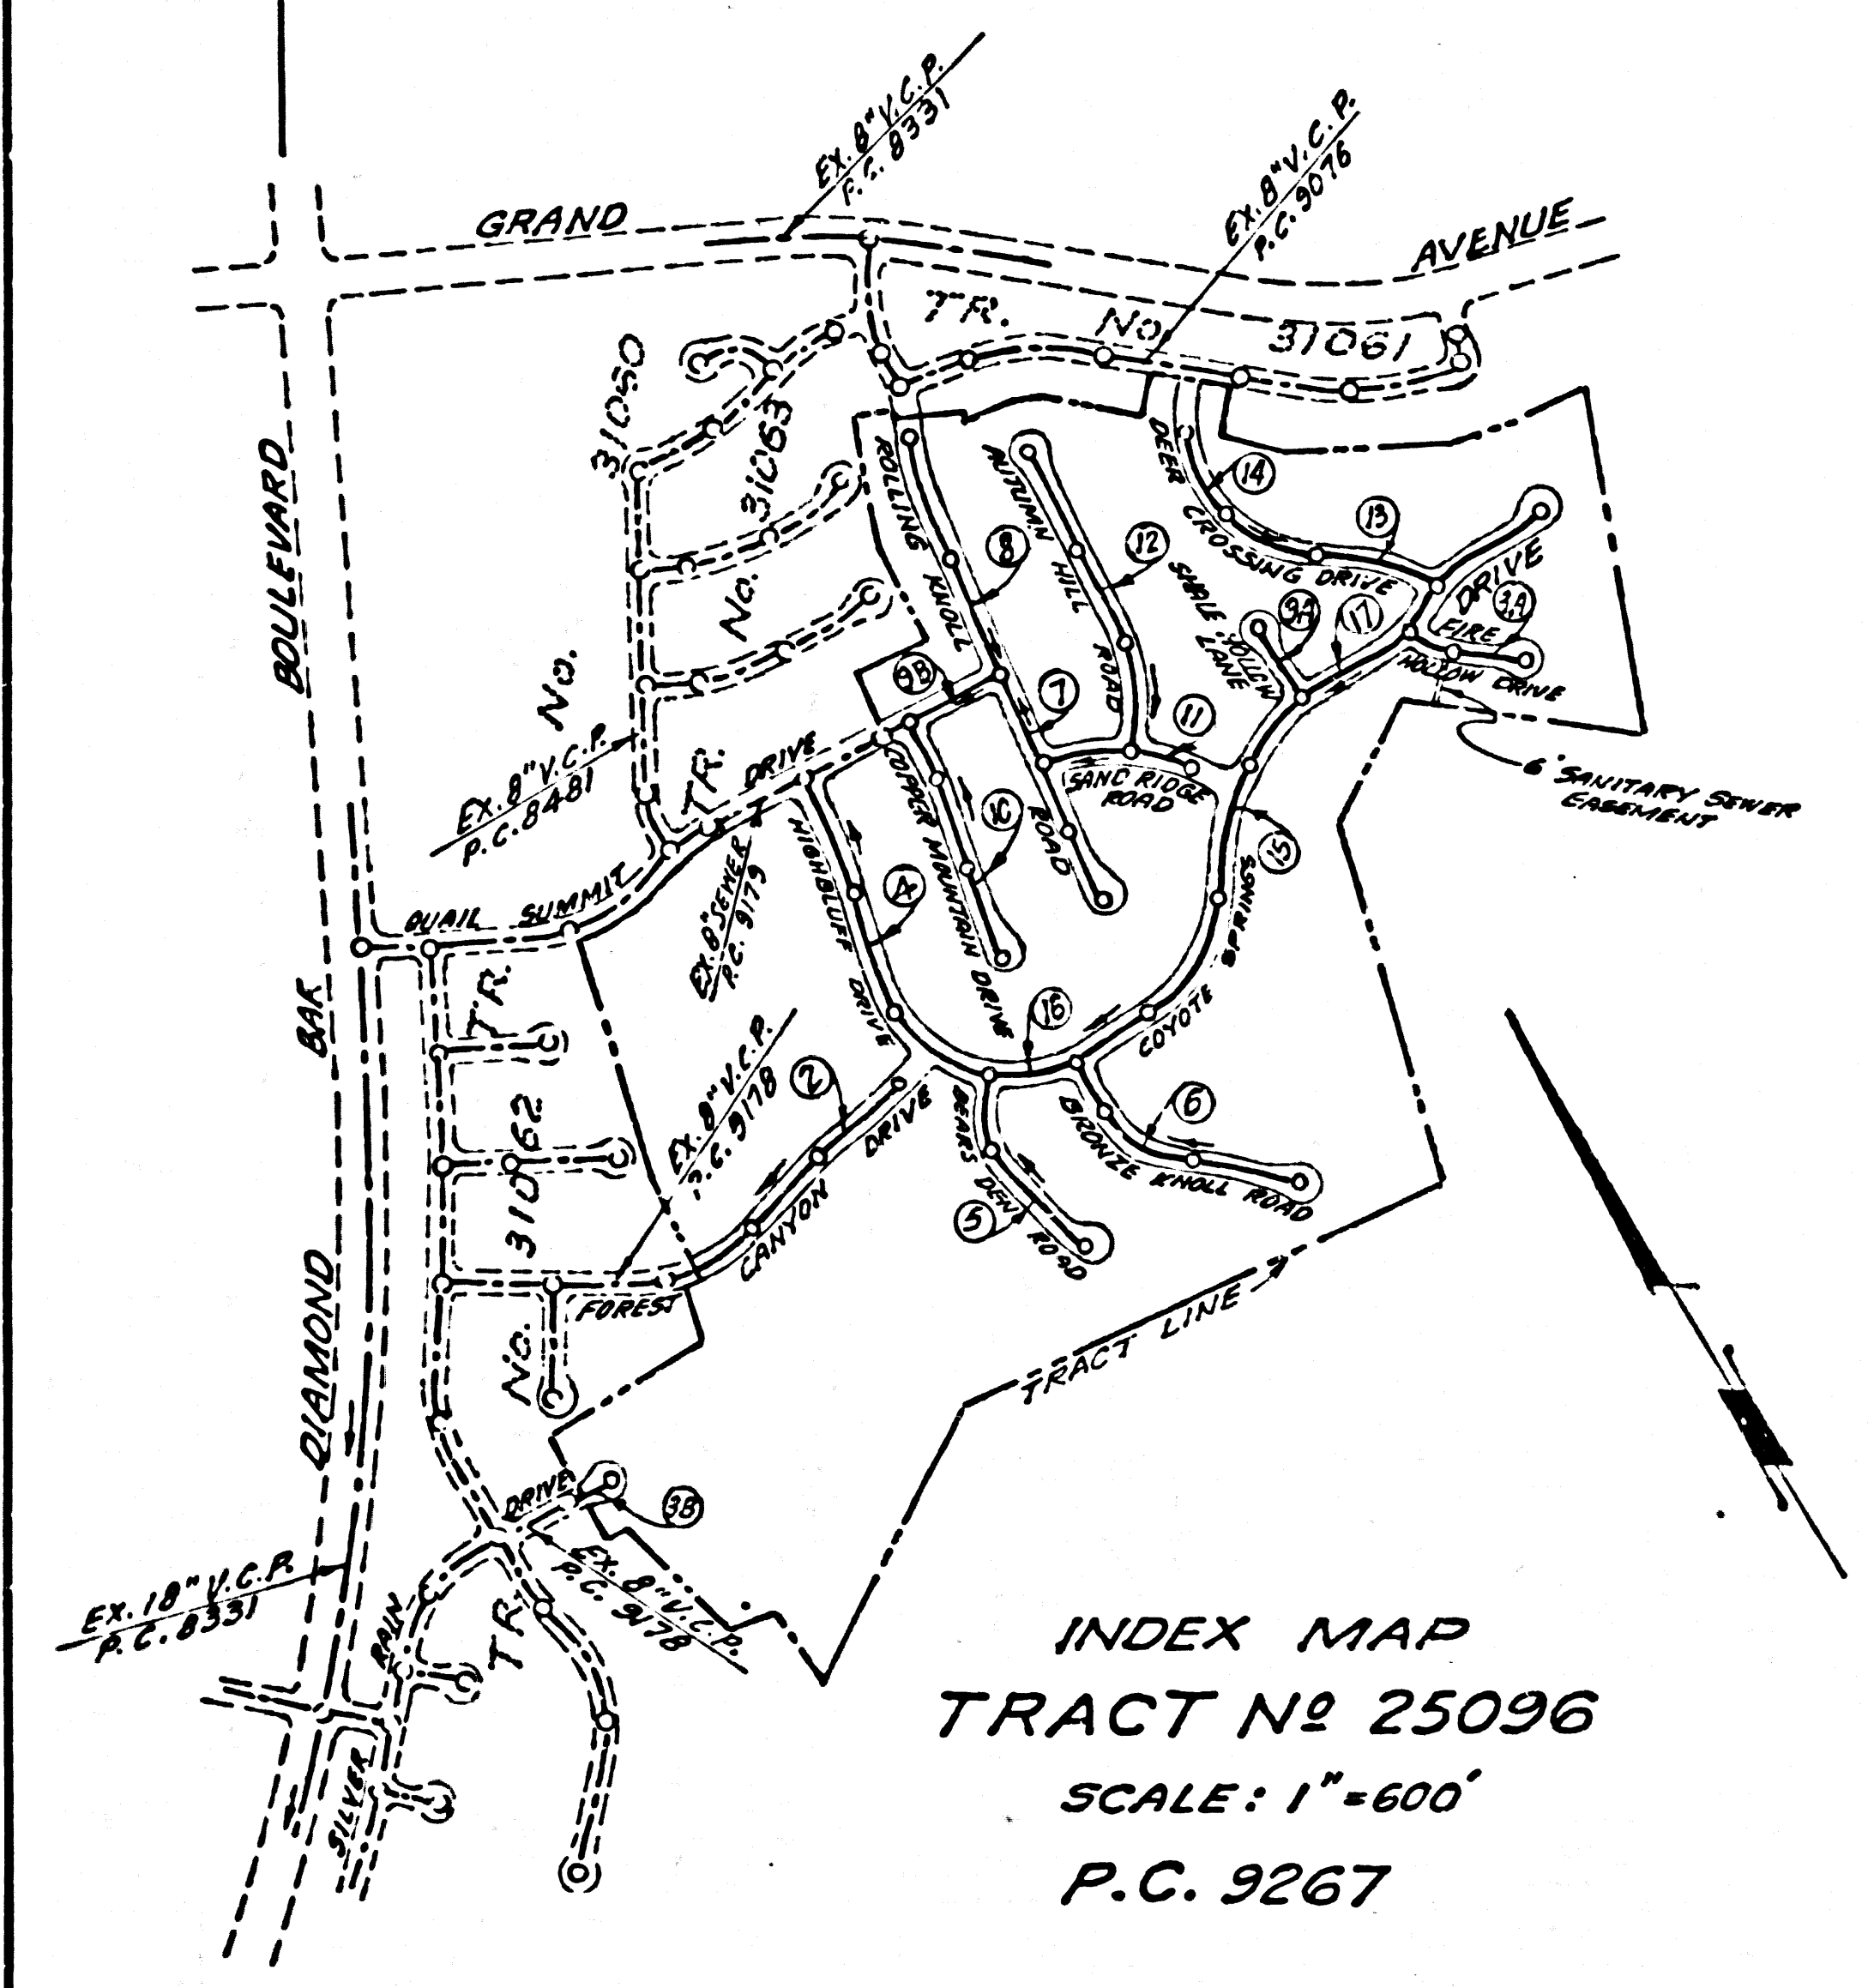 EX. 8" V.C.P.
P.C. 8331
EX. 8" V.C.P.
P.C. 9076
GRAND
AVENUE
TR. NO. 31061
31050
31063
DEER
CROSSING DRIVE
ROLLING
KNOLL
ROAD
AUTUMN
HILL
ROAD
14
13
8
12
SHALE HOLLOW
LANE
9A
17
DRIVE
3A
FIRE
HOLLOW DRIVE
BOULEVARD
No.
No.
9B
7
11
SAND RIDGE
ROAD
6' SANITARY SEWER
EASEMENT
EX. 8" V.C.P.
P.C. 8481
TR.
DRIVE
COPPER MOUNTAIN DRIVE
10
HIGHBLUFF DRIVE
4
15
QUAIL SUMMIT
EX. 8" SEWER
P.C. 9179
SPRINGS
COYOTE
BAR
TR.
16
EX. 8" V.C.P.
P.C. 9178
2
DRIVE
6
BRONZE KNOLL ROAD
BEARS
DEN
ROAD
5
31062
CANYON
FOREST
TRACT LINE
DIAMOND
No.
DRIVE
3B
EX. 8" V.C.P.
P.C. 9178
EX. 18" V.C.P.
P.C. 8331
RAIN
TR.
SILVER
INDEX MAP
TRACT Nº 25096
SCALE: 1"=600'
P.C. 9267